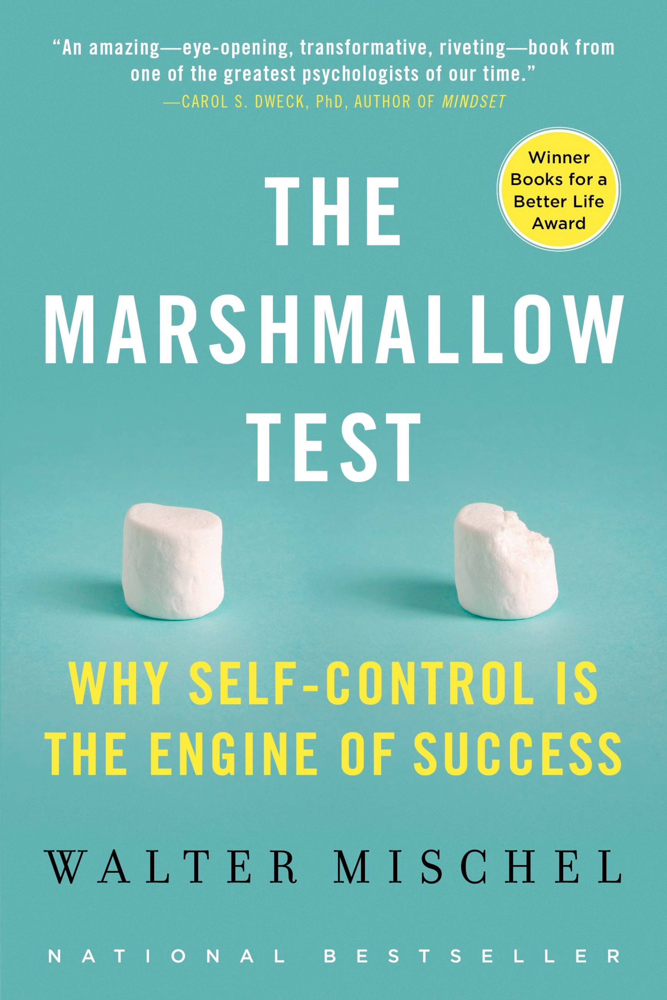 “An amazing—eye-opening, transformative, riveting—book from
one of the greatest psychologists of our time.”
—CAROL S. DWECK, PhD, AUTHOR OF MINDSET
Winner
Books for a
Better Life
Award
THE
MARSHMALLOW
TEST
WHY SELF-CONTROL IS
THE ENGINE OF SUCCESS
WALTER MISCHEL
NATIONAL BESTSELLER